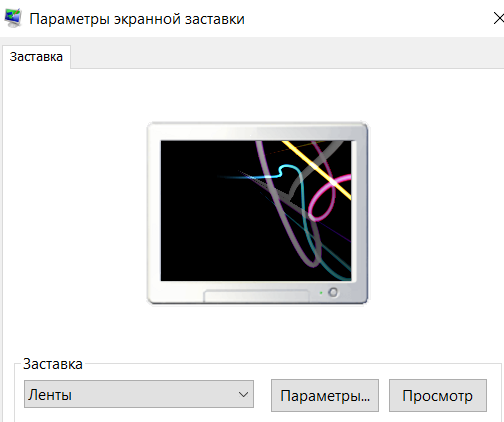 Параметры экранной заставки
Заставка
Заставка
Ленты
Параметры...
Просмотр